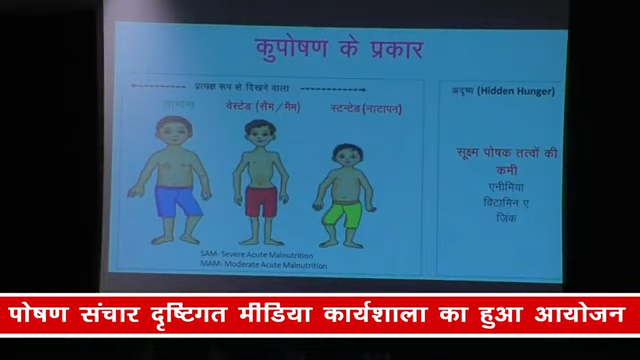 कुपोषण के प्रकार
प्रत्यक्ष रूप से दिखने वाला
सामान्य
वेस्टेड (सैम/मैम)
स्टन्टेड (नाटापन)
SAM- Severe Acute Malnutrition
MAM- Moderate Acute Malnutrition
अदृष्य (Hidden Hunger)
सूक्ष्म पोषक तत्वों की
कमी
एनीमिया
विटामिन ए
जिंक
पोषण संचार दृष्टिगत मीडिया कार्यशाला का हुआ आयोजन